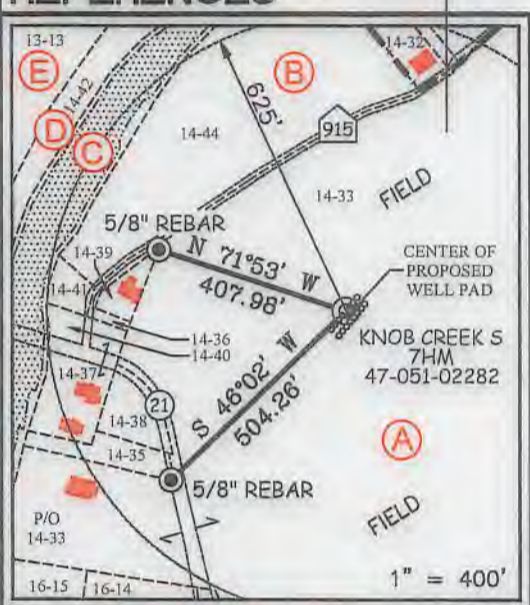 REFERENCES
13-13
E
14-42
D
C
B
14-32
625'
915
14-44
14-33
FIELD
5/8" REBAR
N 71°53' W
407.98'
CENTER OF
PROPOSED
WELL PAD
14-39
14-41
14-36
14-40
KNOB CREEK S
7HM
47-051-02282
14-37
21
14-38
S 46°02' W
504.26'
A
14-35
5/8" REBAR
P/O
14-33
FIELD
16-15
16-14
1" = 400'